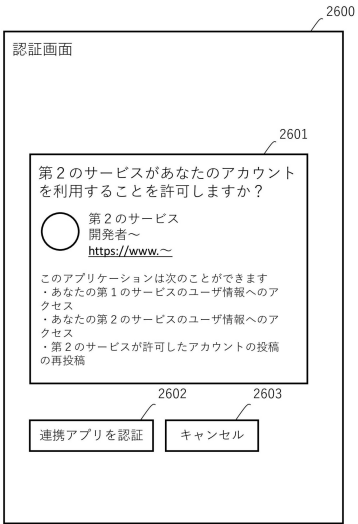 2600
認証画面
2601
第２のサービスがあなたのアカウント
を利用することを許可しますか？
第２のサービス
開発者～
https://www.～
このアプリケーションは次のことができます
・あなたの第１のサービスのユーザ情報へのア
クセス
・あなたの第２のサービスのユーザ情報へのア
クセス
・第２のサービスが許可したアカウントの投稿
の再投稿
2602
2603
連携アプリを認証
キャンセル